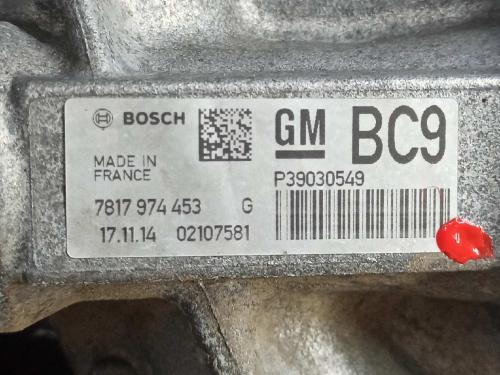 BOSCH
GM BC9
MADE IN
FRANCE
P39030549
7817 974 453 G
17.11.14 02107581